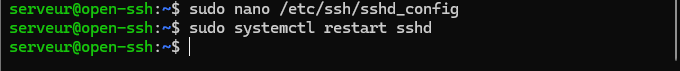 serveur@open-ssh:~$ sudo nano /etc/ssh/sshd_config
serveur@open-ssh:~$ sudo systemctl restart sshd
serveur@open-ssh:~$